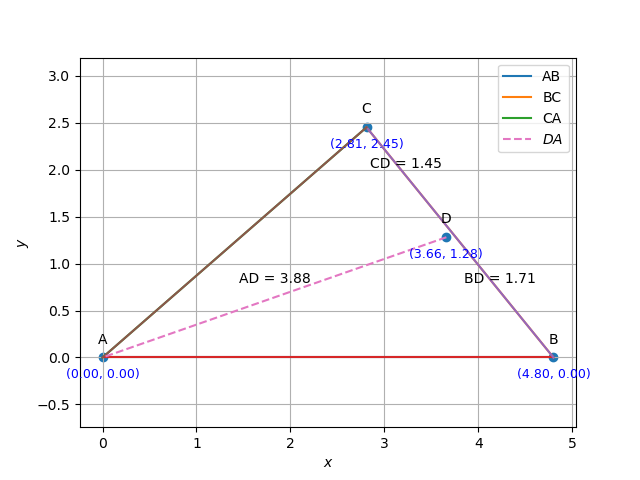 3.0
2.5
2.0
1.5
1.0
0.5
0.0
−0.5
y
AB
BC
CA
DA
C
(2.81, 2.45)
CD = 1.45
D
(3.66, 1.28)
AD = 3.88
BD = 1.71
A
B
(0.00, 0.00)
(4.80, 0.00)
0
1
2
3
4
5
x